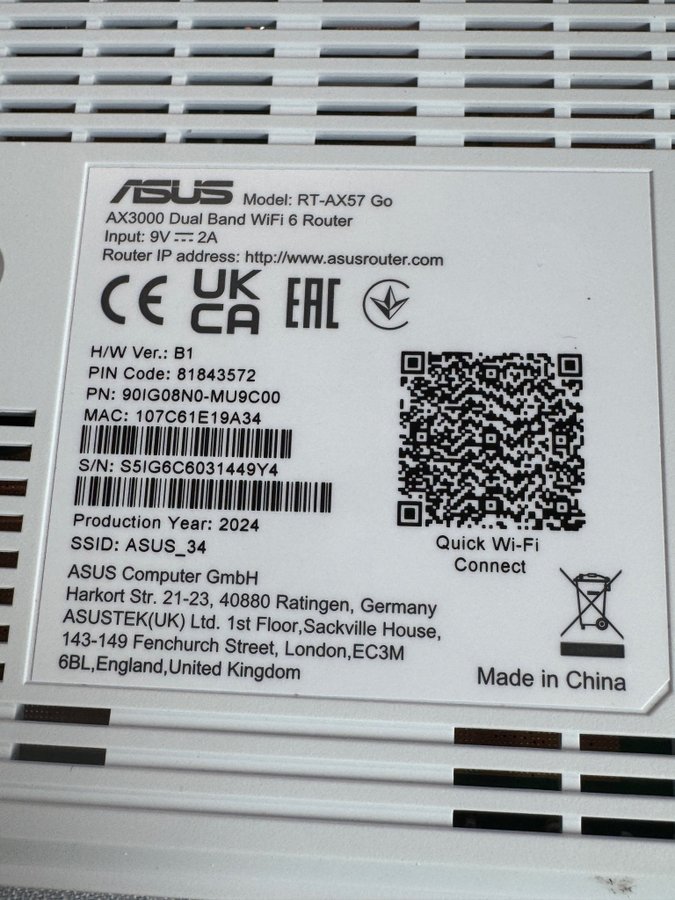 ASUS Model: RT-AX57 Go
AX3000 Dual Band WiFi 6 Router
Input: 9V ⎓ 2A
Router IP address: http://www.asusrouter.com
CE UK CA EAC
H/W Ver.: B1
PIN Code: 81843572
PN: 90IG08N0-MU9C00
MAC: 107C61E19A34
S/N: S5IG6C6031449Y4
Production Year: 2024
SSID: ASUS_34
Quick Wi-Fi
Connect
ASUS Computer GmbH
Harkort Str. 21-23, 40880 Ratingen, Germany
ASUSTEK(UK) Ltd. 1st Floor,Sackville House,
143-149 Fenchurch Street, London,EC3M
6BL,England,United Kingdom
Made in China